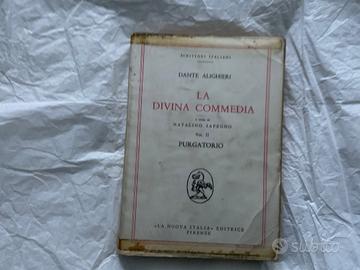 SCRITTORI ITALIANI
DANTE ALIGHIERI
LA
DIVINA COMMEDIA
a cura di
NATALINO SAPEGNO
Vol. II
PURGATORIO
«LA NUOVA ITALIA» EDITRICE
FIRENZE
subito